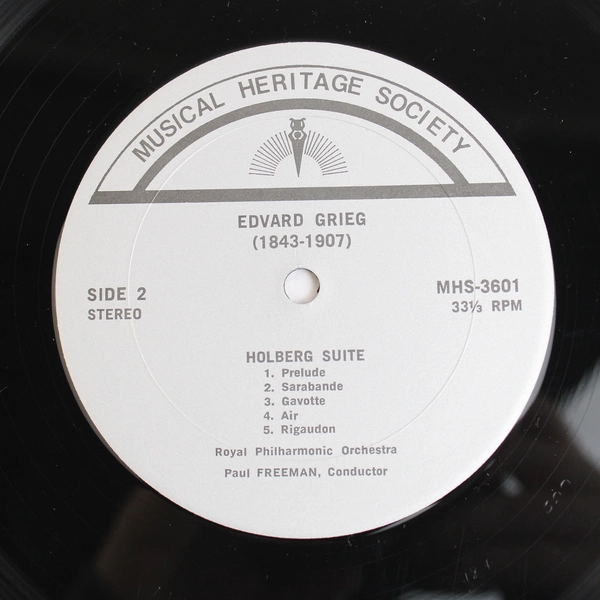 MUSICAL HERITAGE SOCIETY
EDVARD GRIEG
(1843-1907)
SIDE 2
STEREO
MHS-3601
33⅓ RPM
HOLBERG SUITE
1. Prelude
2. Sarabande
3. Gavotte
4. Air
5. Rigaudon
Royal Philharmonic Orchestra
Paul FREEMAN, Conductor